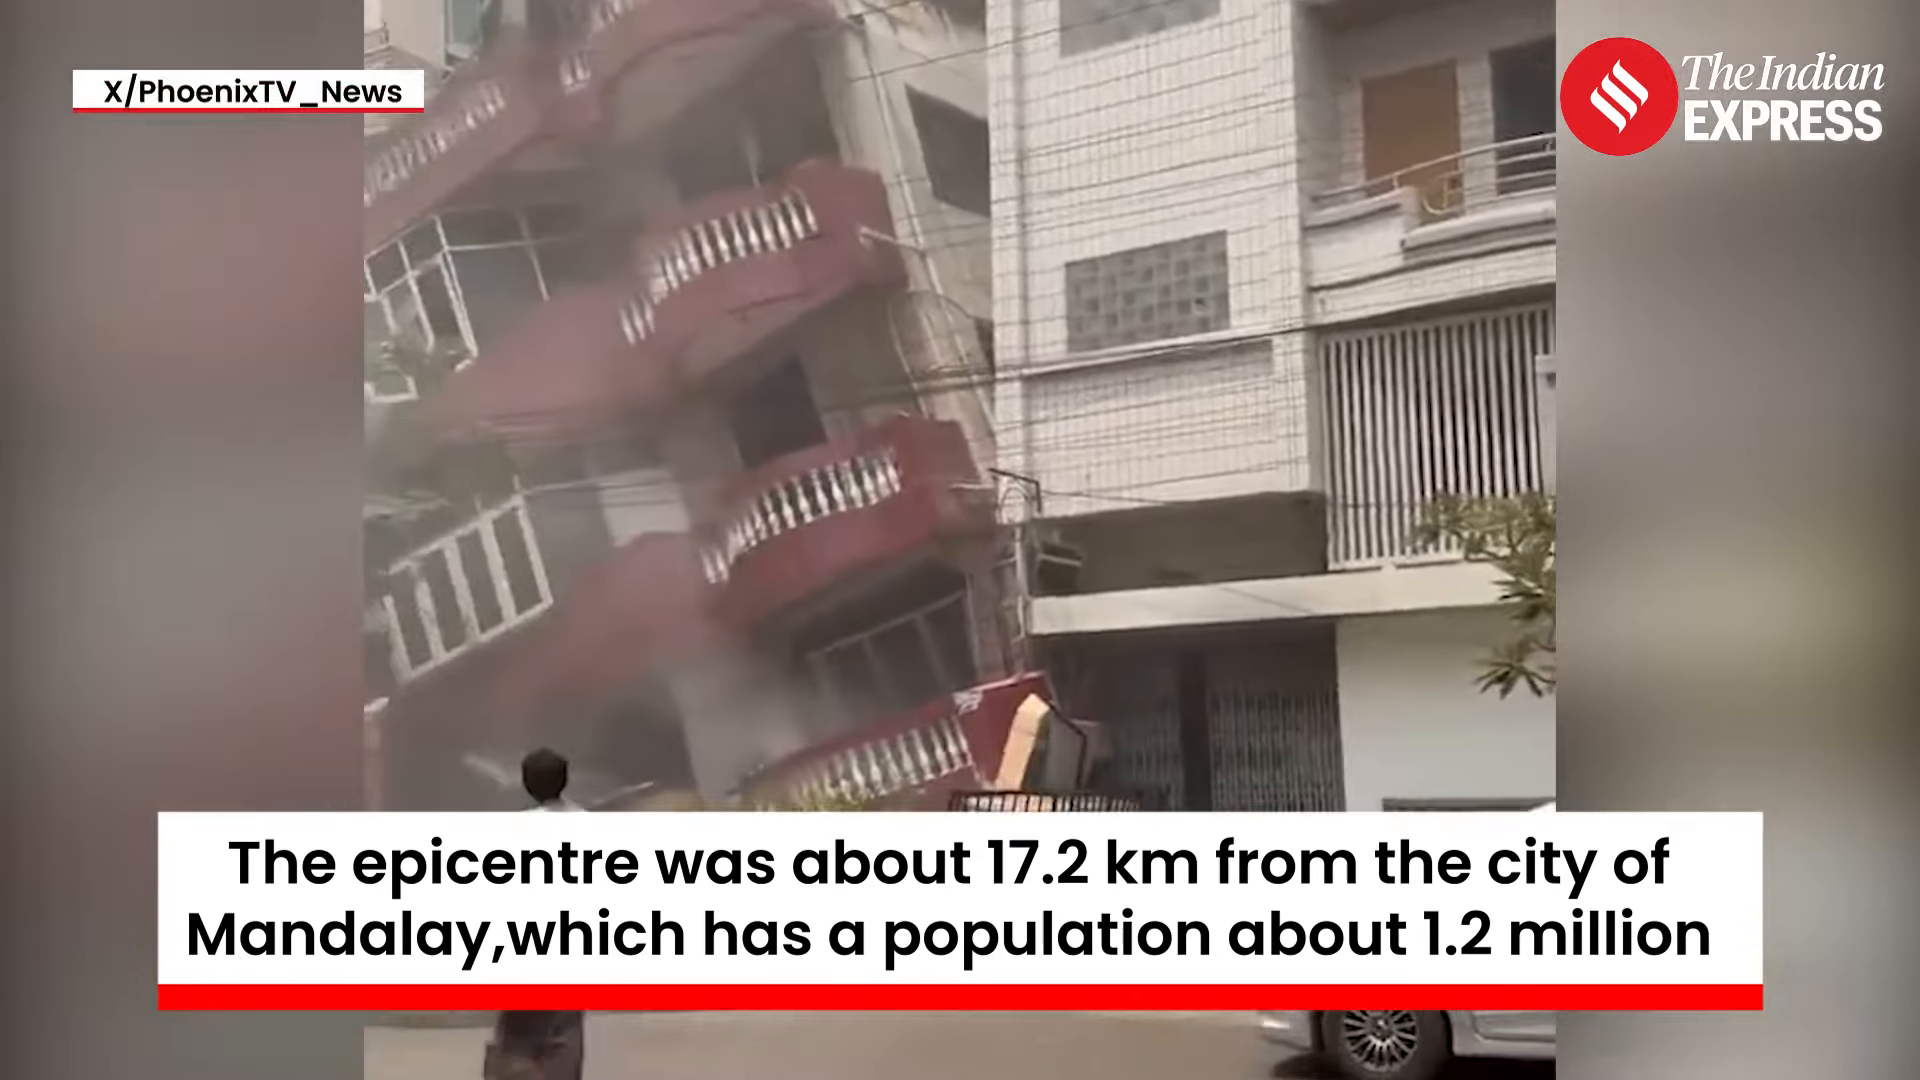 X/PhoenixTV_News
The Indian
EXPRESS
The epicentre was about 17.2 km from the city of
Mandalay,which has a population about 1.2 million